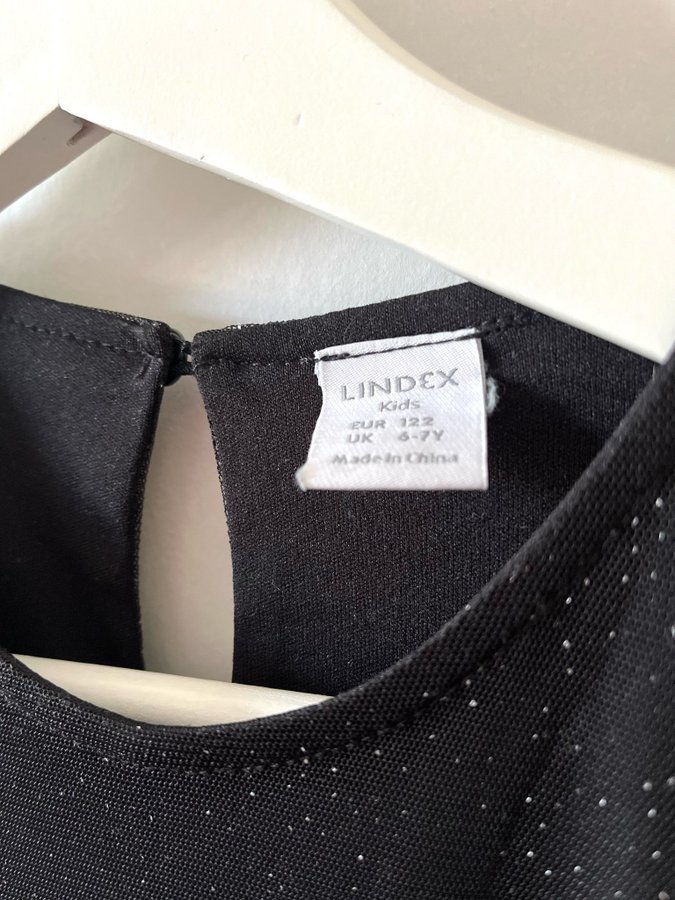 LINDEX
Kids
EUR 122
UK 6-7Y
Made in China